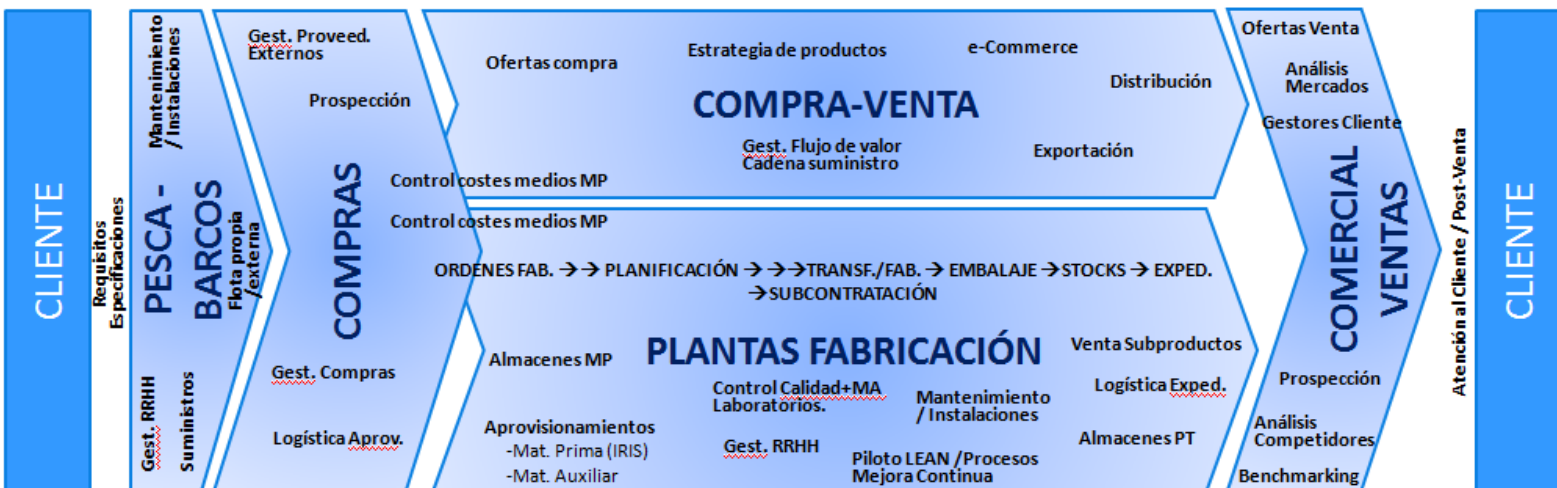 CLIENTE
Requisitos
Especificaciones
Mantenimiento
/ Instalaciones
PESCA -
BARCOS
Flota propia
/externa
Gest. RRHH
Suministros
Gest. Proveed.
Externos
Prospección
COMPRAS
Gest. Compras
Logística Aprov.
Ofertas compra
Estrategia de productos
e-Commerce
Distribución
COMPRA-VENTA
Gest. Flujo de valor
Cadena suministro
Exportación
Control costes medios MP
Control costes medios MP
ORDENES FAB. →→ PLANIFICACIÓN →→→TRANSF./FAB. → EMBALAJE →STOCKS → EXPED.
→SUBCONTRATACIÓN
Almacenes MP
PLANTAS FABRICACIÓN
Venta Subproductos
Control Calidad+MA
Laboratorios.
Mantenimiento
/ Instalaciones
Logística Exped.
Aprovisionamientos
-Mat. Prima (IRIS)
-Mat. Auxiliar
Gest. RRHH
Piloto LEAN /Procesos
Mejora Continua
Almacenes PT
Ofertas Venta
Análisis
Mercados
Gestores Cliente
COMERCIAL
VENTAS
Prospección
Análisis
Competidores
Benchmarking
Atención al Cliente / Post-Venta
CLIENTE